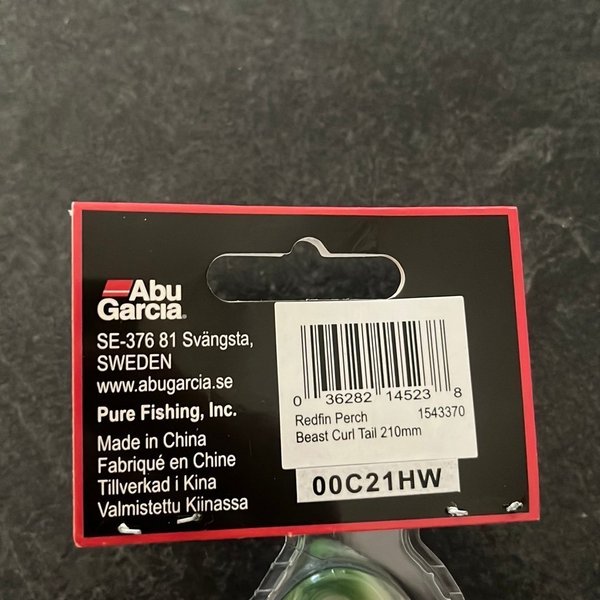 Abu
Garcia®
SE-376 81 Svängsta,
SWEDEN
www.abugarcia.se
Pure Fishing, Inc.
Made in China
Fabriqué en Chine
Tillverkad i Kina
Valmistettu Kiinassa
0 36282 14523 8
Redfin Perch 1543370
Beast Curl Tail 210mm
00C21HW